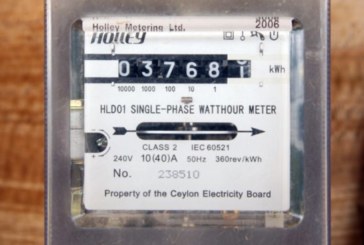 Holley Metering Ltd.
2006
HOLLEY
03768 kWh
10000 1000 100 10 1
HLD01 SINGLE-PHASE WATTHOUR METER
CLASS 2 IEC 60521
240V 10(40)A 50Hz 360rev/kWh
No. 238510
Property of the Ceylon Electricity Board